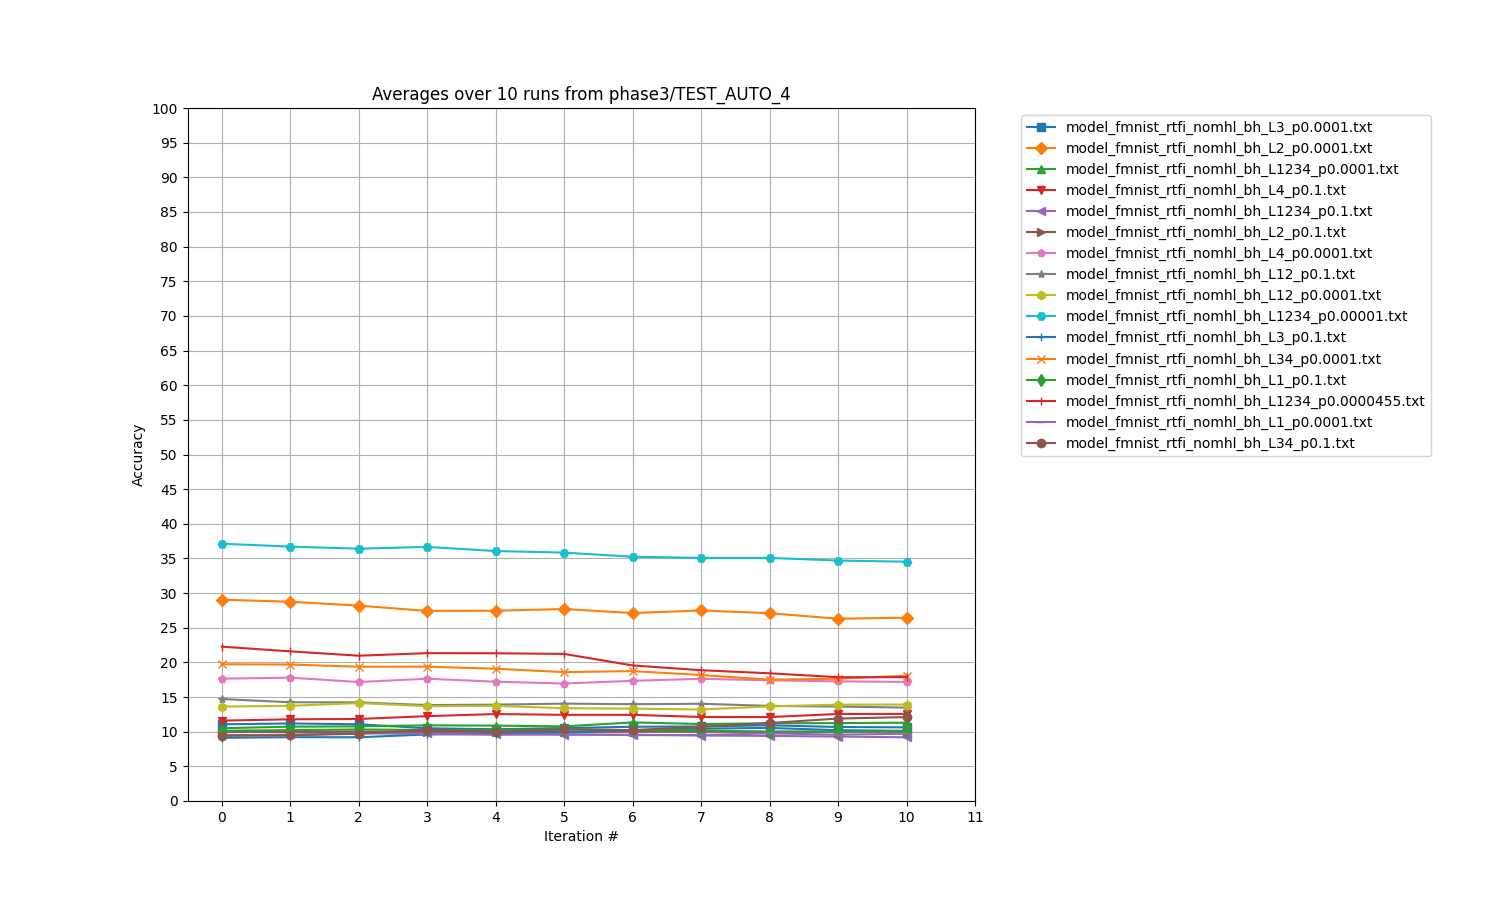 Averages over 10 runs from phase3/TEST_AUTO_4
100
95
90
85
80
75
70
65
60
55
50
45
40
35
30
25
20
15
10
5
0
Accuracy
0 1 2 3 4 5 6 7 8 9 10 11
Iteration #
model_fmnist_rtfi_nomhl_bh_L3_p0.0001.txt
model_fmnist_rtfi_nomhl_bh_L2_p0.0001.txt
model_fmnist_rtfi_nomhl_bh_L1234_p0.0001.txt
model_fmnist_rtfi_nomhl_bh_L4_p0.1.txt
model_fmnist_rtfi_nomhl_bh_L1234_p0.1.txt
model_fmnist_rtfi_nomhl_bh_L2_p0.1.txt
model_fmnist_rtfi_nomhl_bh_L4_p0.0001.txt
model_fmnist_rtfi_nomhl_bh_L12_p0.1.txt
model_fmnist_rtfi_nomhl_bh_L12_p0.0001.txt
model_fmnist_rtfi_nomhl_bh_L1234_p0.00001.txt
model_fmnist_rtfi_nomhl_bh_L3_p0.1.txt
model_fmnist_rtfi_nomhl_bh_L34_p0.0001.txt
model_fmnist_rtfi_nomhl_bh_L1_p0.1.txt
model_fmnist_rtfi_nomhl_bh_L1234_p0.0000455.txt
model_fmnist_rtfi_nomhl_bh_L1_p0.0001.txt
model_fmnist_rtfi_nomhl_bh_L34_p0.1.txt